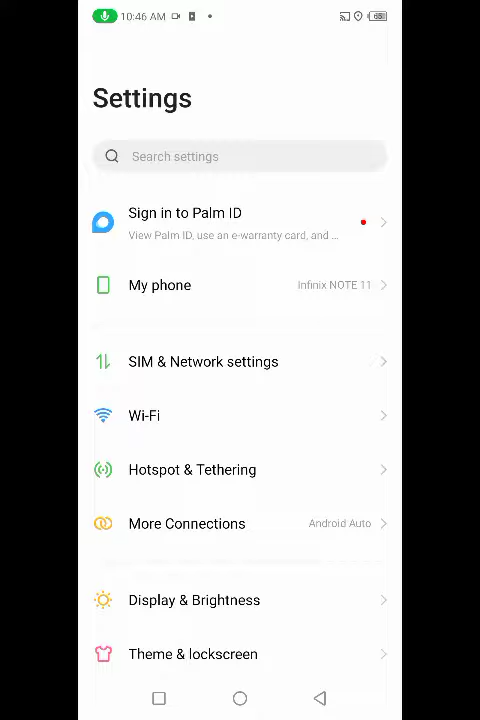 10:46 AM
Settings
Search settings
Sign in to Palm ID
View Palm ID, use an e-warranty card, and ...
My phone
Infinix NOTE 11
SIM & Network settings
Wi-Fi
Hotspot & Tethering
More Connections
Android Auto
Display & Brightness
Theme & lockscreen